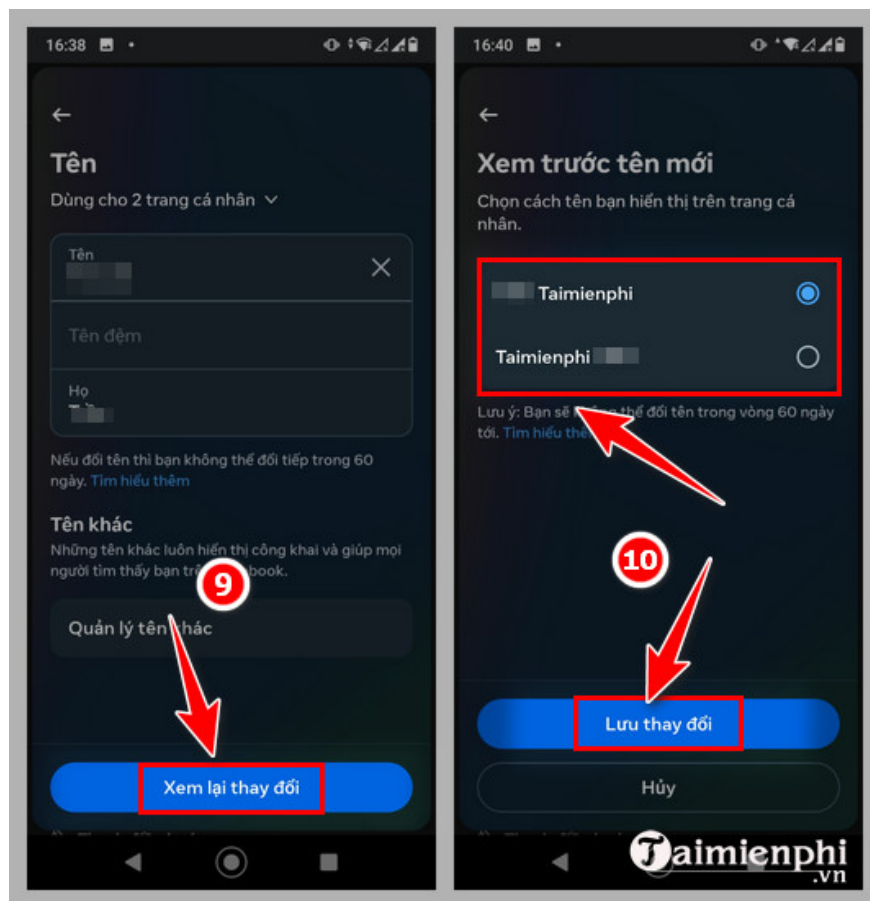 16:38
Tên
Dùng cho 2 trang cá nhân
Tên
Tên đệm
Họ
Nếu đổi tên thì bạn không thể đổi tiếp trong 60
ngày. Tìm hiểu thêm
Tên khác
Những tên khác luôn hiển thị công khai và giúp mọi
người tìm thấy bạn
9
Quản lý tên khác
Xem lại thay đổi
16:40
Xem trước tên mới
Chọn cách tên bạn hiển thị trên trang cá
nhân.
Taimienphi
Taimienphi
Lưu ý: Bạn sẽ thể đổi tên trong vòng 60 ngày
tới. Tìm hiểu
10
Lưu thay đổi
Hủy
Taimienphi
.vn